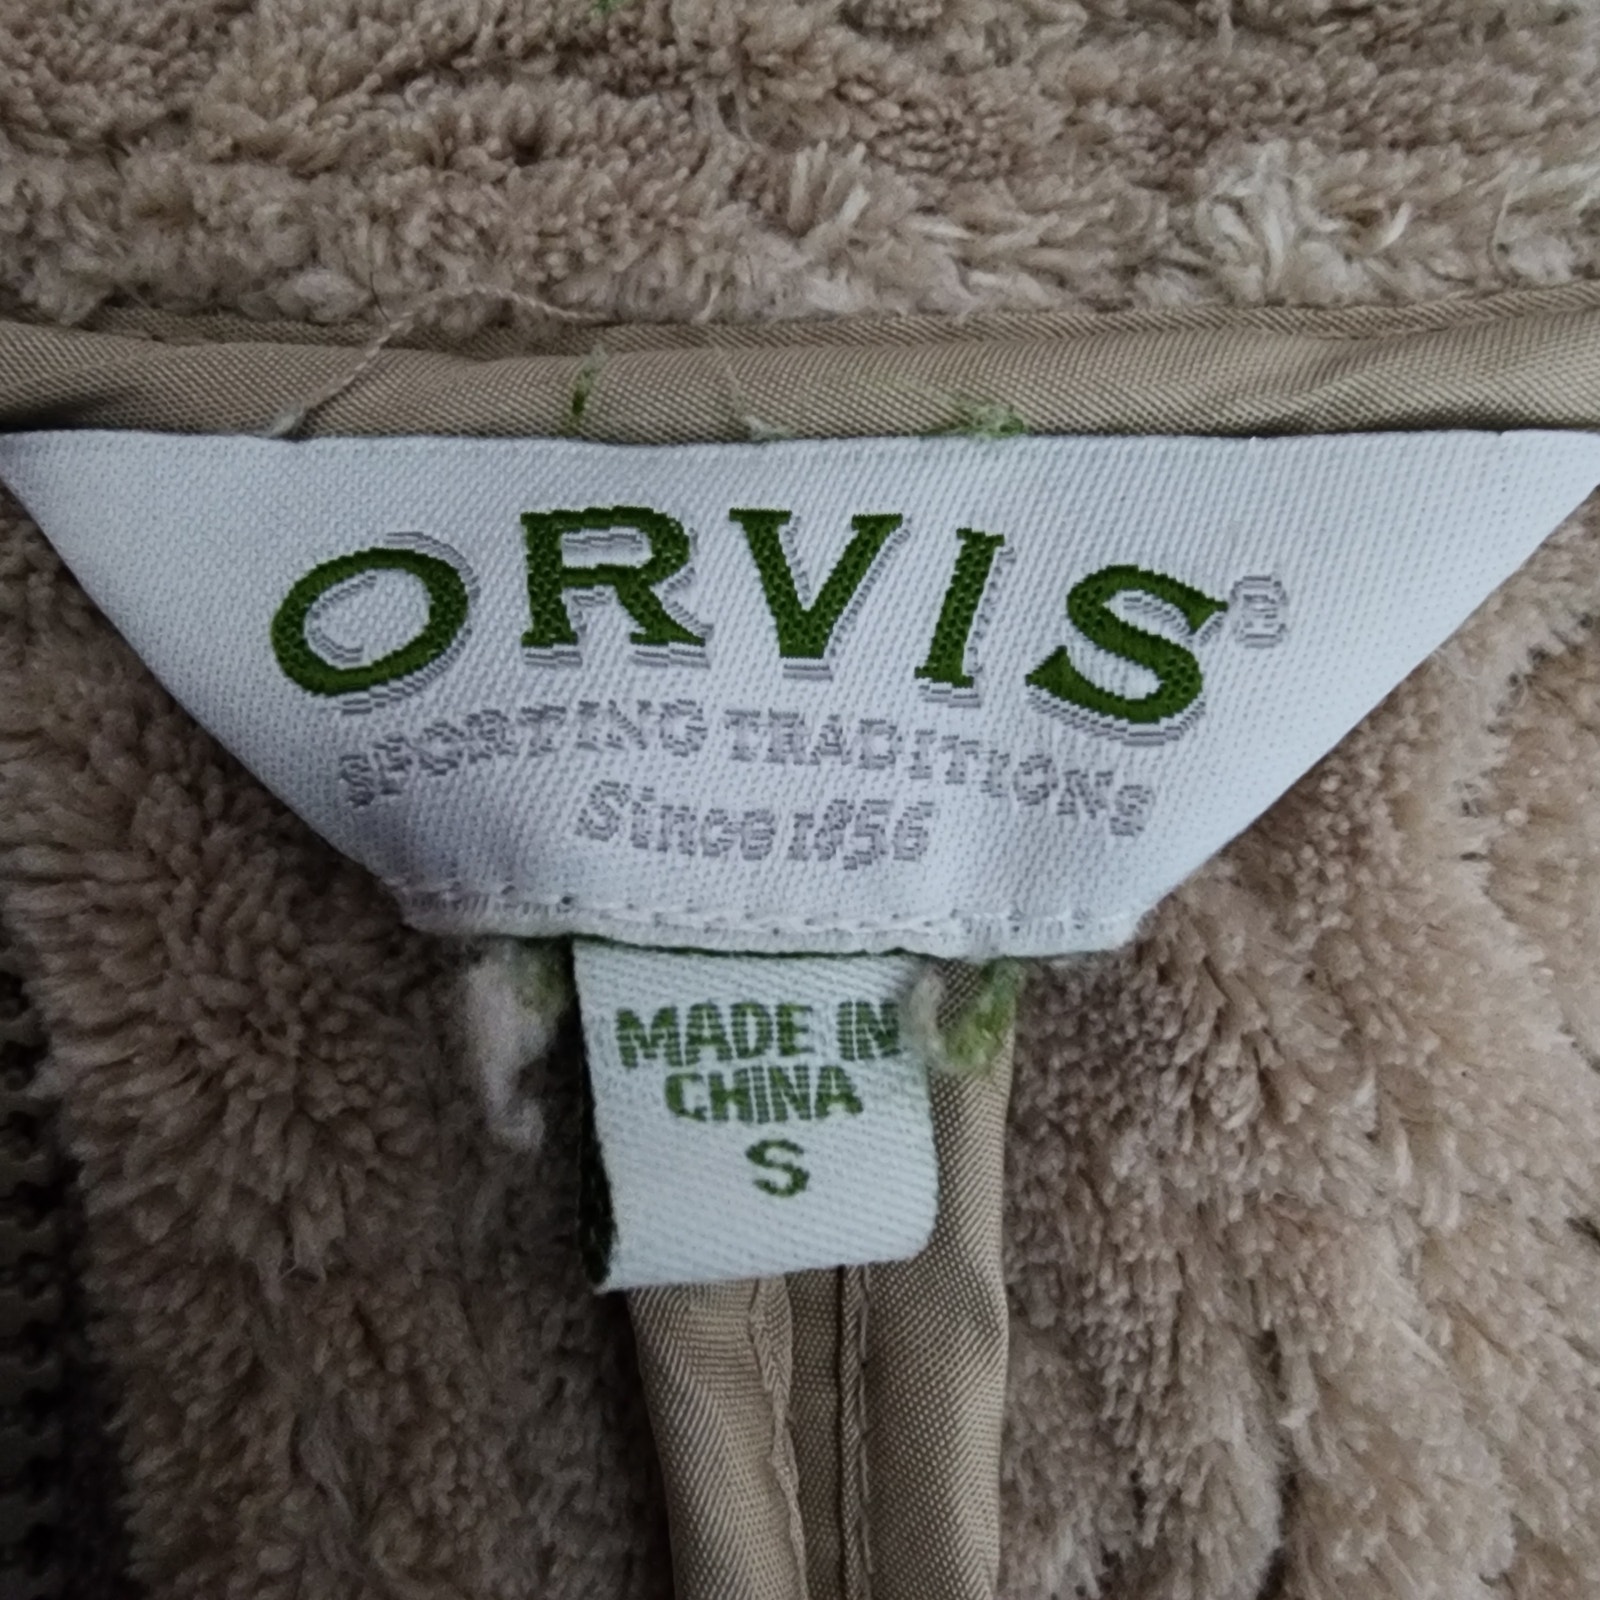 ORVIS®
SPORTING TRADITIONS
Since 1856
MADE IN
CHINA
S